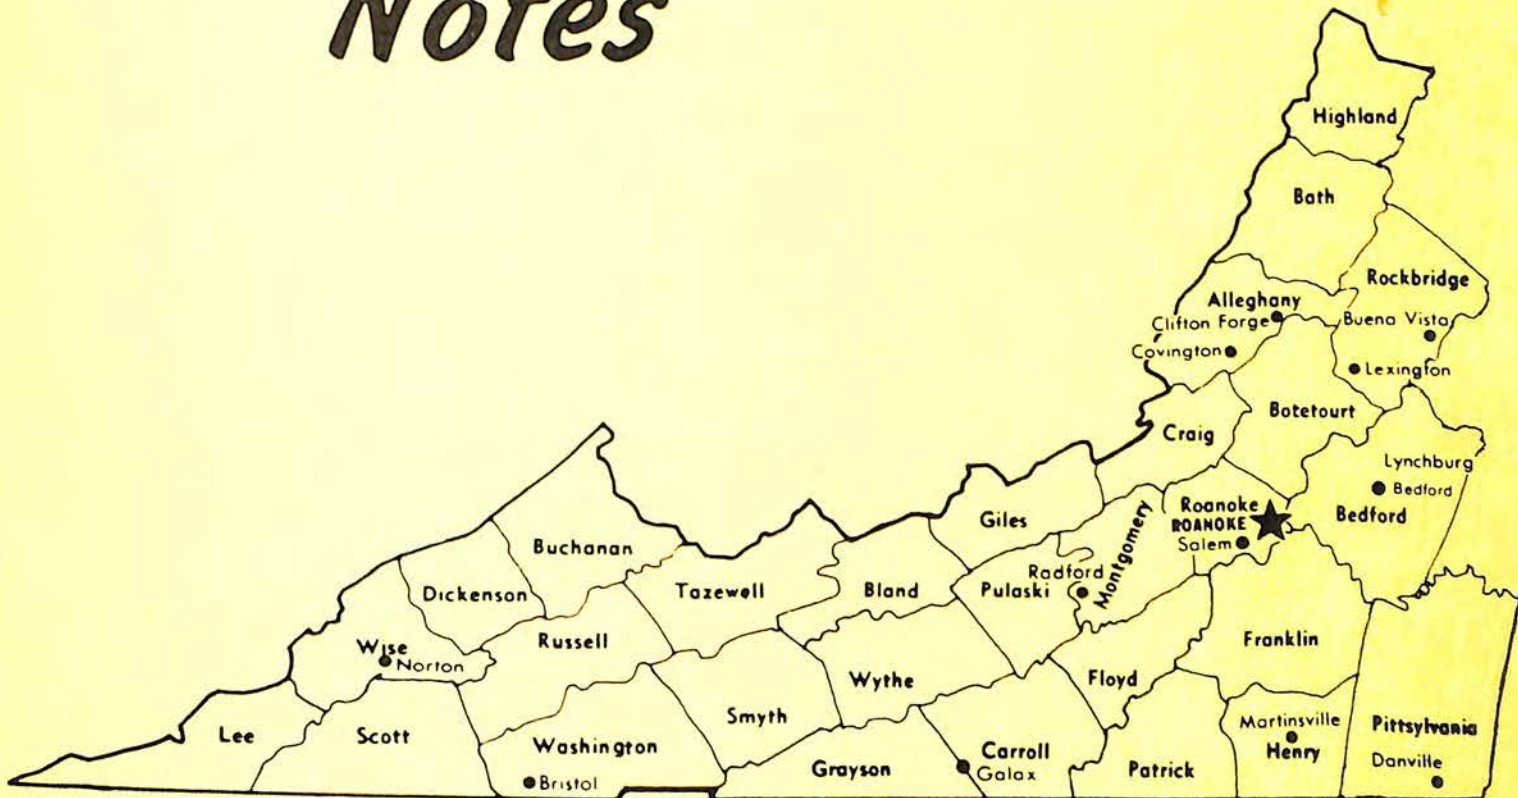 Notes
Highland
Bath
Rockbridge
Alleghany
Clifton Forge
Buena Vista
Covington
Lexington
Botetourt
Craig
Lynchburg
Bedford
Bedford
Roanoke
ROANOKE
Salem
Giles
Montgomery
Buchanan
Radford
Dickenson
Tazewell
Bland
Pulaski
Wise
Norton
Russell
Franklin
Wythe
Floyd
Smyth
Lee
Scott
Washington
Bristol
Grayson
Carroll
Galax
Patrick
Martinsville
Henry
Pittsylvania
Danville